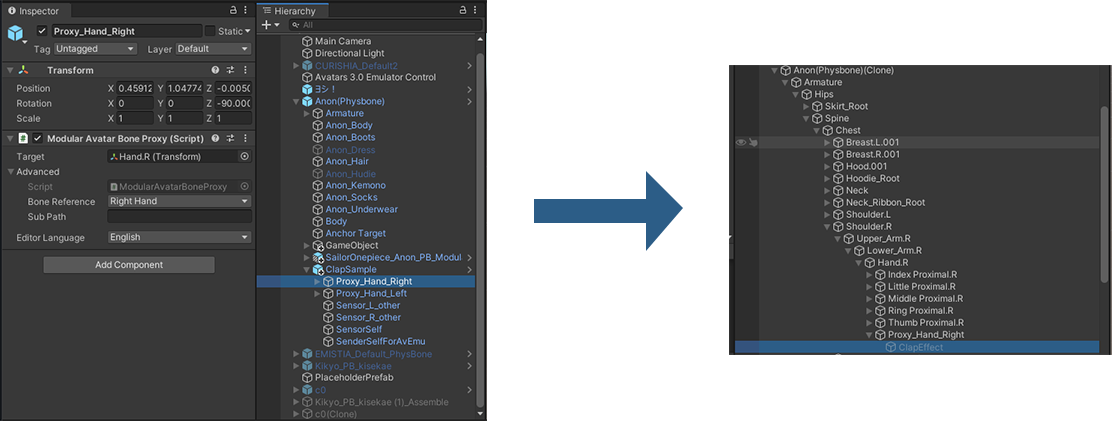 Inspector
Proxy_Hand_Right
Static
Tag Untagged Layer Default
Transform
Position X 0.45912 Y 1.04774 Z -0.0050
Rotation X 0 Y 0 Z -90.000
Scale X 1 Y 1 Z 1
Modular Avatar Bone Proxy (Script)
Target Hand.R (Transform)
Advanced
Script ModularAvatarBoneProxy
Bone Reference Right Hand
Sub Path
Editor Language English
Add Component
Hierarchy
All
Main Camera
Directional Light
CURISHIA_Default2
Avatars 3.0 Emulator Control
ヨシ！
Anon(Physbone)
Armature
Anon_Body
Anon_Boots
Anon_Dress
Anon_Hair
Anon_Hudie
Anon_Kemono
Anon_Socks
Anon_Underwear
Body
Anchor Target
GameObject
SailorOnepiece_Anon_PB_Modul
ClapSample
Proxy_Hand_Right
Proxy_Hand_Left
Sensor_L_other
Sensor_R_other
SensorSelf
SenderSelfForAvEmu
EMISTIA_Default_PhysBone
Kikyo_PB_kisekae
PlaceholderPrefab
c0
Kikyo_PB_kisekae (1)_Assemble
c0(Clone)
Anon(Physbone)(Clone)
Armature
Hips
Skirt_Root
Spine
Chest
Breast.L.001
Breast.R.001
Hood.001
Hoodie_Root
Neck
Neck_Ribbon_Root
Shoulder.L
Shoulder.R
Upper_Arm.R
Lower_Arm.R
Hand.R
Index Proximal.R
Little Proximal.R
Middle Proximal.R
Ring Proximal.R
Thumb Proximal.R
Proxy_Hand_Right
ClapEffect